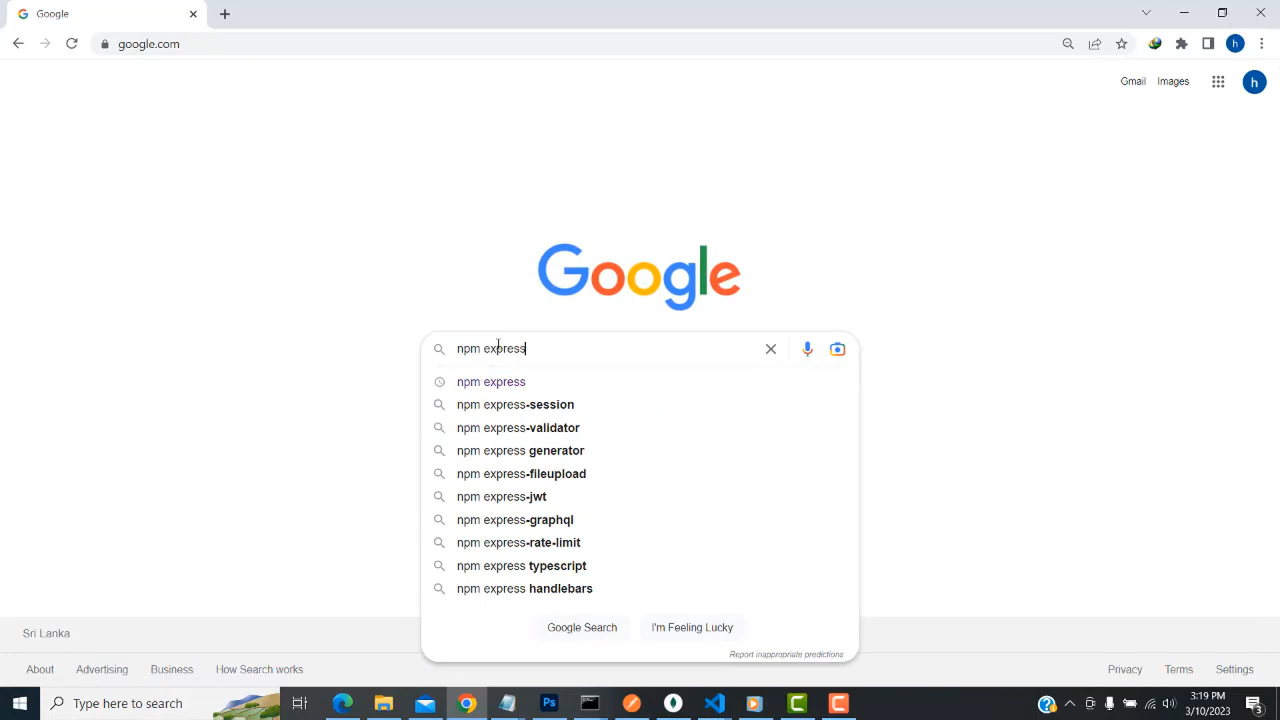 Google
google.com
h
Gmail
Images
h
Google
npm express
npm express
npm express-session
npm express-validator
npm express generator
npm express-fileupload
npm express-jwt
npm express-graphql
npm express-rate-limit
npm express typescript
npm express handlebars
Google Search
I'm Feeling Lucky
Report inappropriate predictions
Sri Lanka
About
Advertising
Business
How Search works
Privacy
Terms
Settings
Type here to search
Ps
3:19 PM
3/10/2023
3